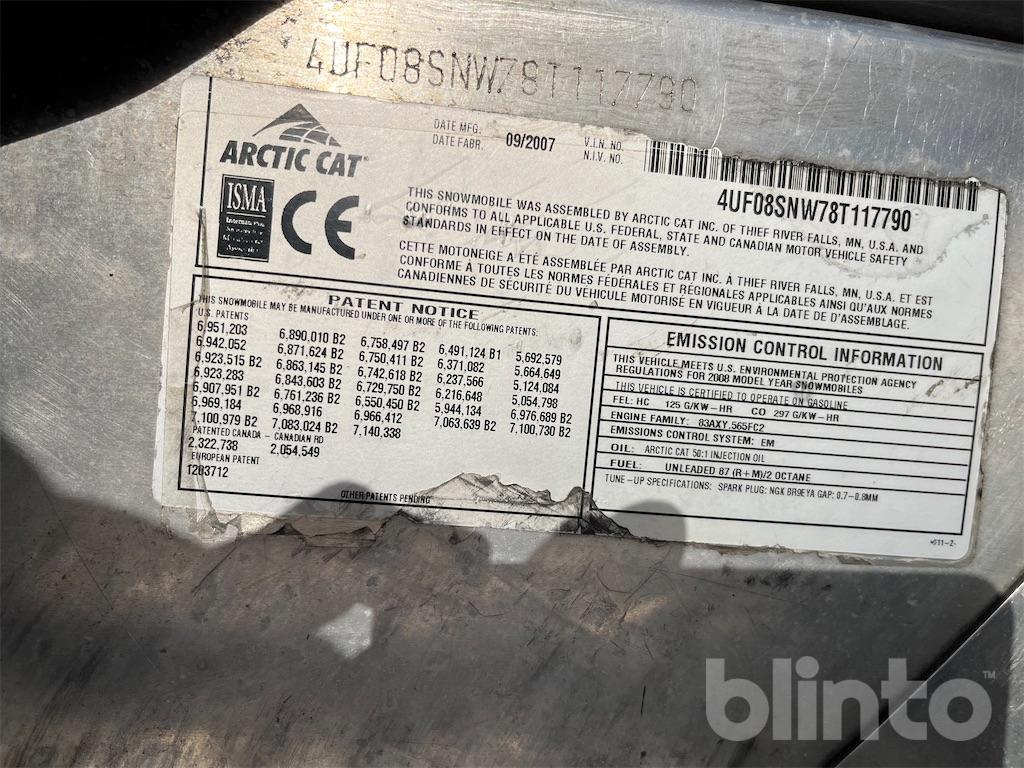 4UF08SNW78T117790
ARCTIC CAT
DATE MFG. 09/2007 V.I.N. NO.
DATE FABR. N.I.V. NO.
4UF08SNW78T117790
ISMA
CE
THIS SNOWMOBILE WAS ASSEMBLED BY ARCTIC CAT INC. OF THIEF RIVER FALLS, MN, U.S.A. AND
CONFORMS TO ALL APPLICABLE U.S. FEDERAL, STATE AND CANADIAN MOTOR VEHICLE SAFETY
STANDARDS IN EFFECT ON THE DATE OF ASSEMBLY.
CETTE MOTONEIGE A ÉTÉ ASSEMBLÉE PAR ARCTIC CAT INC. À THIEF RIVER FALLS, MN, U.S.A. ET EST
CONFORME À TOUTES LES NORMES FÉDÉRALES ET RÉGIONALES APPLICABLES AINSI QU'AUX NORMES
CANADIENNES DE SÉCURITÉ DU VÉHICULE MOTORISÉ EN VIGUEUR À LA DATE D'ASSEMBLAGE.
PATENT NOTICE
THIS SNOWMOBILE MAY BE MANUFACTURED UNDER ONE OR MORE OF THE FOLLOWING PATENTS:
U.S. PATENTS
6,951,203 6,890,010 B2 6,758,497 B2 6,491,124 B1 5,692,579
6,942,052 6,871,624 B2 6,750,411 B2 6,371,082 5,664,649
6,923,515 B2 6,863,145 B2 6,742,618 B2 6,237,566 5,124,084
6,923,283 6,843,603 B2 6,729,750 B2 6,216,648 5,054,798
6,907,951 B2 6,761,236 B2 6,550,450 B2 5,944,134 6,976,689 B2
6,969,184 6,968,916 6,966,412 7,063,639 B2 7,100,730 B2
7,100,979 B2 7,083,024 B2 7,140,338
PATENTED CANADA - CANADIAN RD
2,322,738 2,054,549
EUROPEAN PATENT
1283712
OTHER PATENTS PENDING
EMISSION CONTROL INFORMATION
THIS VEHICLE MEETS U.S. ENVIRONMENTAL PROTECTION AGENCY
REGULATIONS FOR 2008 MODEL YEAR SNOWMOBILES
THIS VEHICLE IS CERTIFIED TO OPERATE ON GASOLINE
FEL: HC 125 G/KW-HR CO 297 G/KW-HR
ENGINE FAMILY: 83AXY.565FC2
EMISSIONS CONTROL SYSTEM: EM
OIL: ARCTIC CAT 50:1 INJECTION OIL
FUEL: UNLEADED 87 (R+M)/2 OCTANE
TUNE-UP SPECIFICATIONS: SPARK PLUG: NGK BR9EYA GAP: 0.7-0.8MM
blinto™